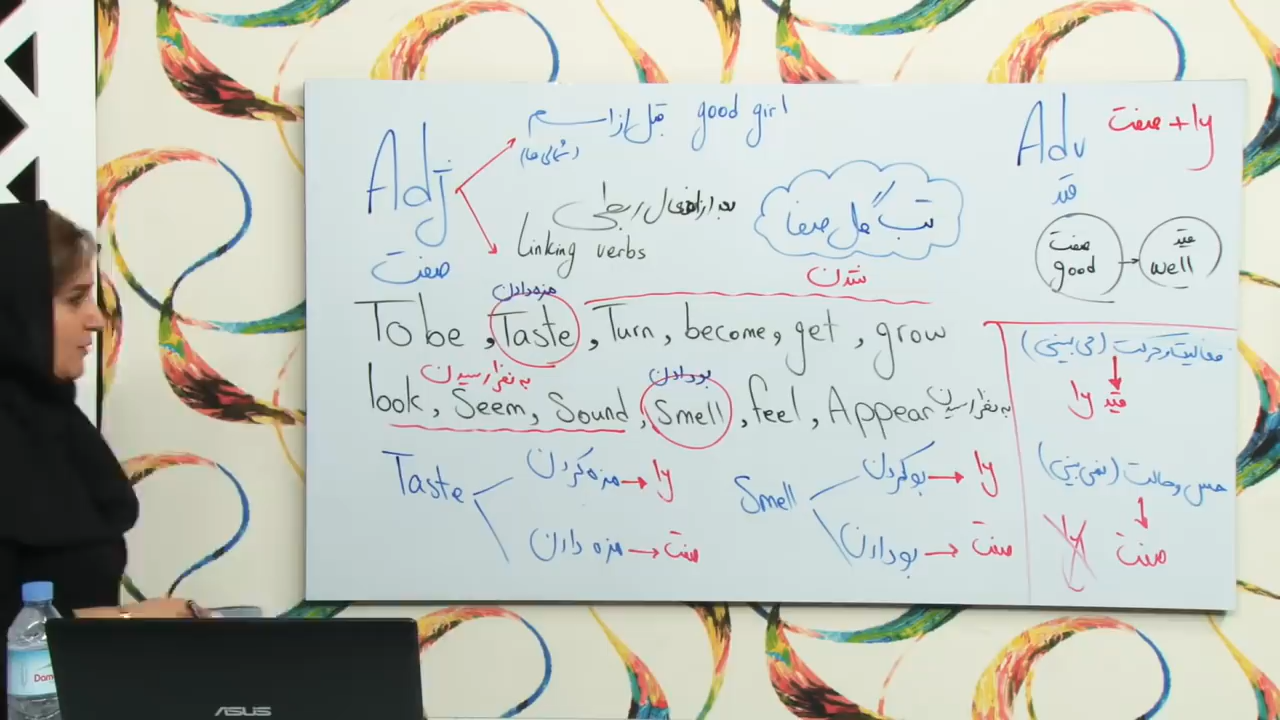 Adj
صفت
قبل از اسم good girl
بعد از افعال ربطی
Linking verbs
تب گل صفا
شدن
Adv
صفت + ly
قید
صفت
good
قید
well
مزه دادن
To be, Taste, Turn, become, get, grow
به نظر رسیدن
بو دادن
look, Seem, Sound, Smell, feel, Appear به نظر رسیدن
Taste
مزه کردن → ly
مزه دادن → صفت
Smell
بو کردن → ly
بو دادن → صفت
فعالیت و حرکت (می بینی)
قید ly
حس و حالت (نمی بینی)
صفت ly
ASUS